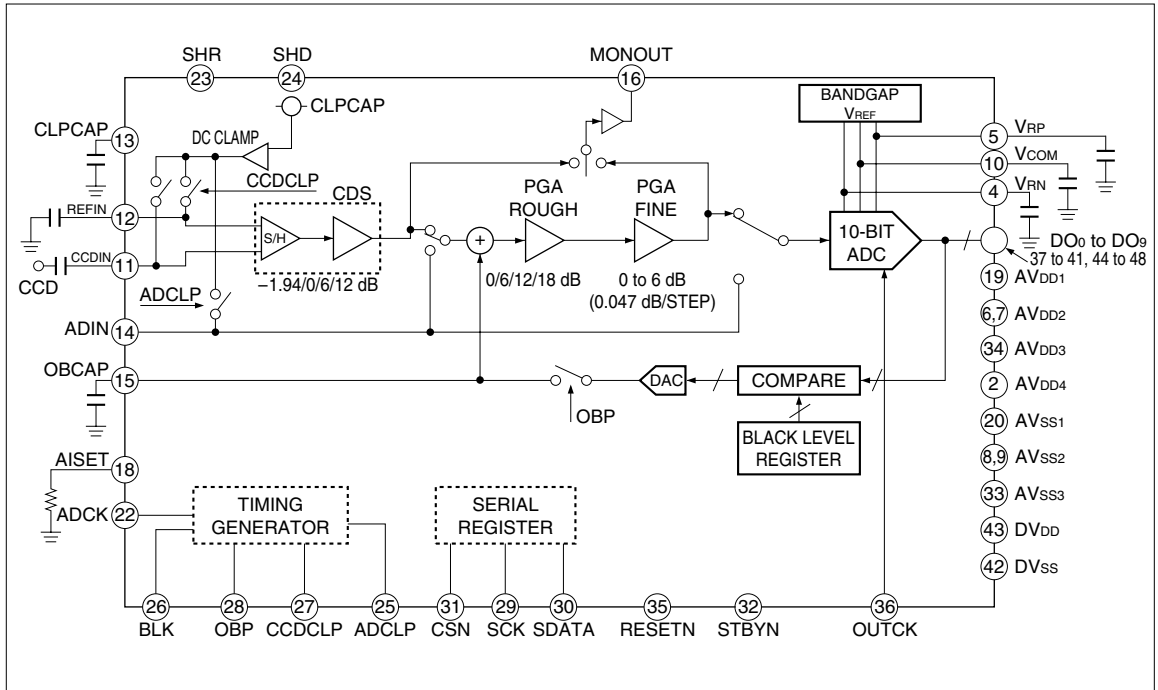 SHR
23
SHD
24
MONOUT
16
CLPCAP
CLPCAP
13
DC CLAMP
CCDCLP
BANDGAP
VREF
5 VRP
10 VCOM
4 VRN
REFIN 12
CDS
S/H
PGA
ROUGH
PGA
FINE
+
10-BIT
ADC
CCD
CCDIN 11
DO0 to DO9
37 to 41, 44 to 48
–1.94/0/6/12 dB
0/6/12/18 dB
0 to 6 dB
(0.047 dB/STEP)
ADCLP
ADIN
14
OBCAP
15
OBP
DAC
COMPARE
BLACK LEVEL
REGISTER
19 AVDD1
6,7 AVDD2
34 AVDD3
2 AVDD4
20 AVSS1
8,9 AVSS2
33 AVSS3
43 DVDD
42 DVSS
AISET
18
ADCK 22
TIMING
GENERATOR
SERIAL
REGISTER
26
BLK
28
OBP
27
CCDCLP
25
ADCLP
31
CSN
29
SCK
30
SDATA
35
RESETN
32
STBYN
36
OUTCK